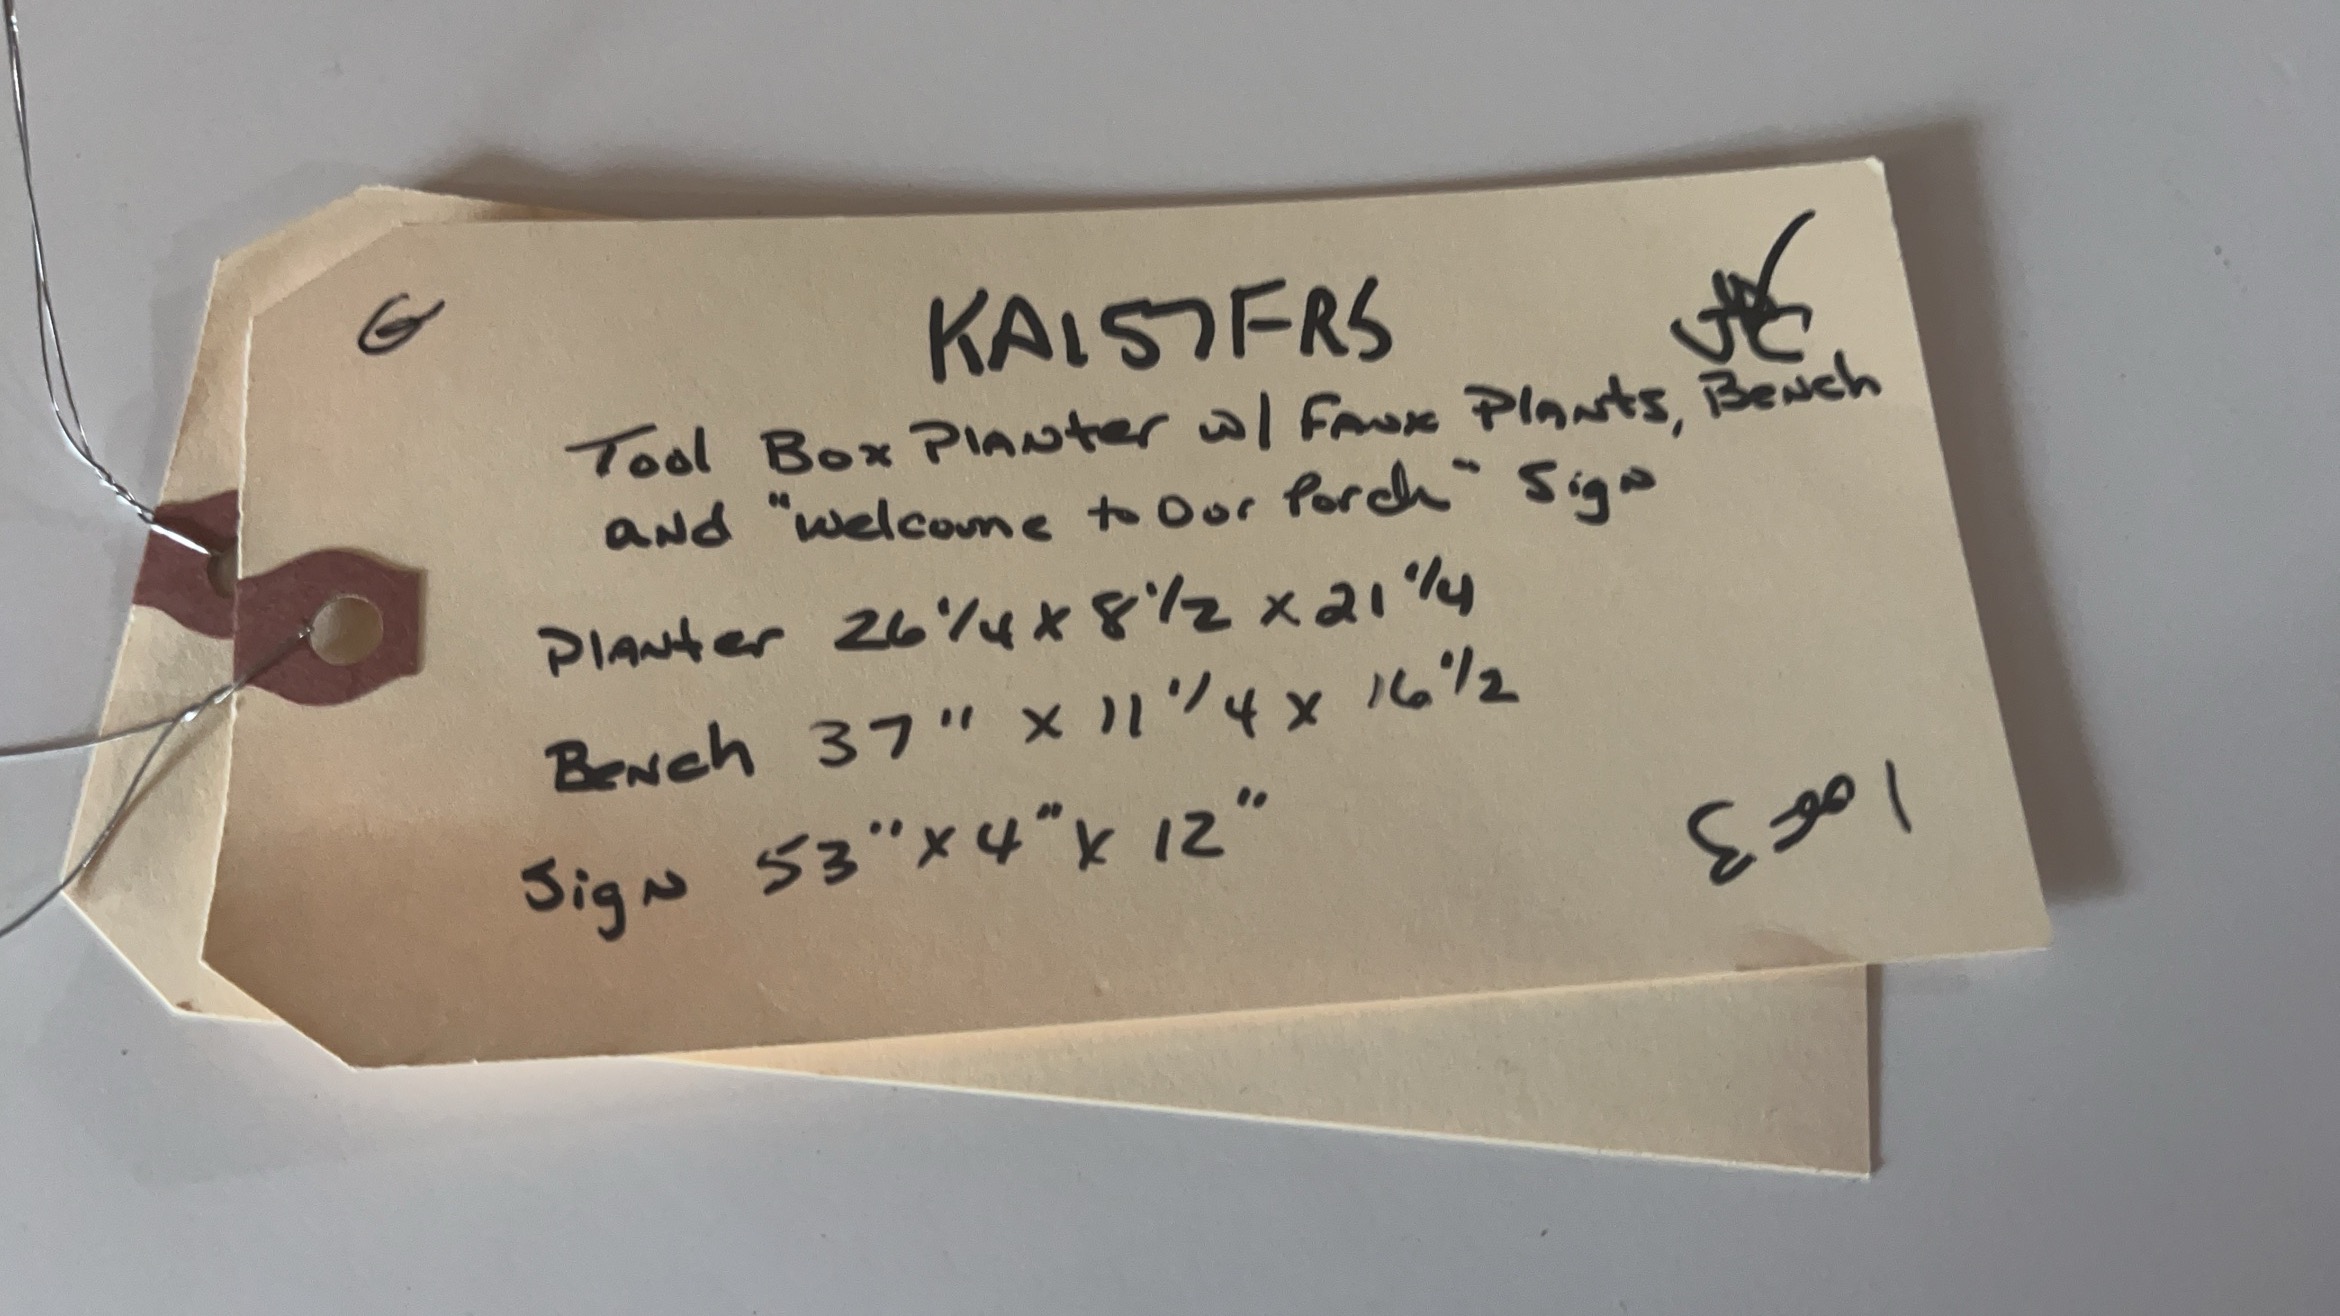 G
KA157FRS
Tool Box Planter w/ Faux Plants, Bench
and "Welcome to Our Porch" Sign
Planter 26 1/4 x 8 1/2 x 21 1/4
Bench 37" x 11 1/4 x 16 1/2
Sign 53" x 4" x 12"